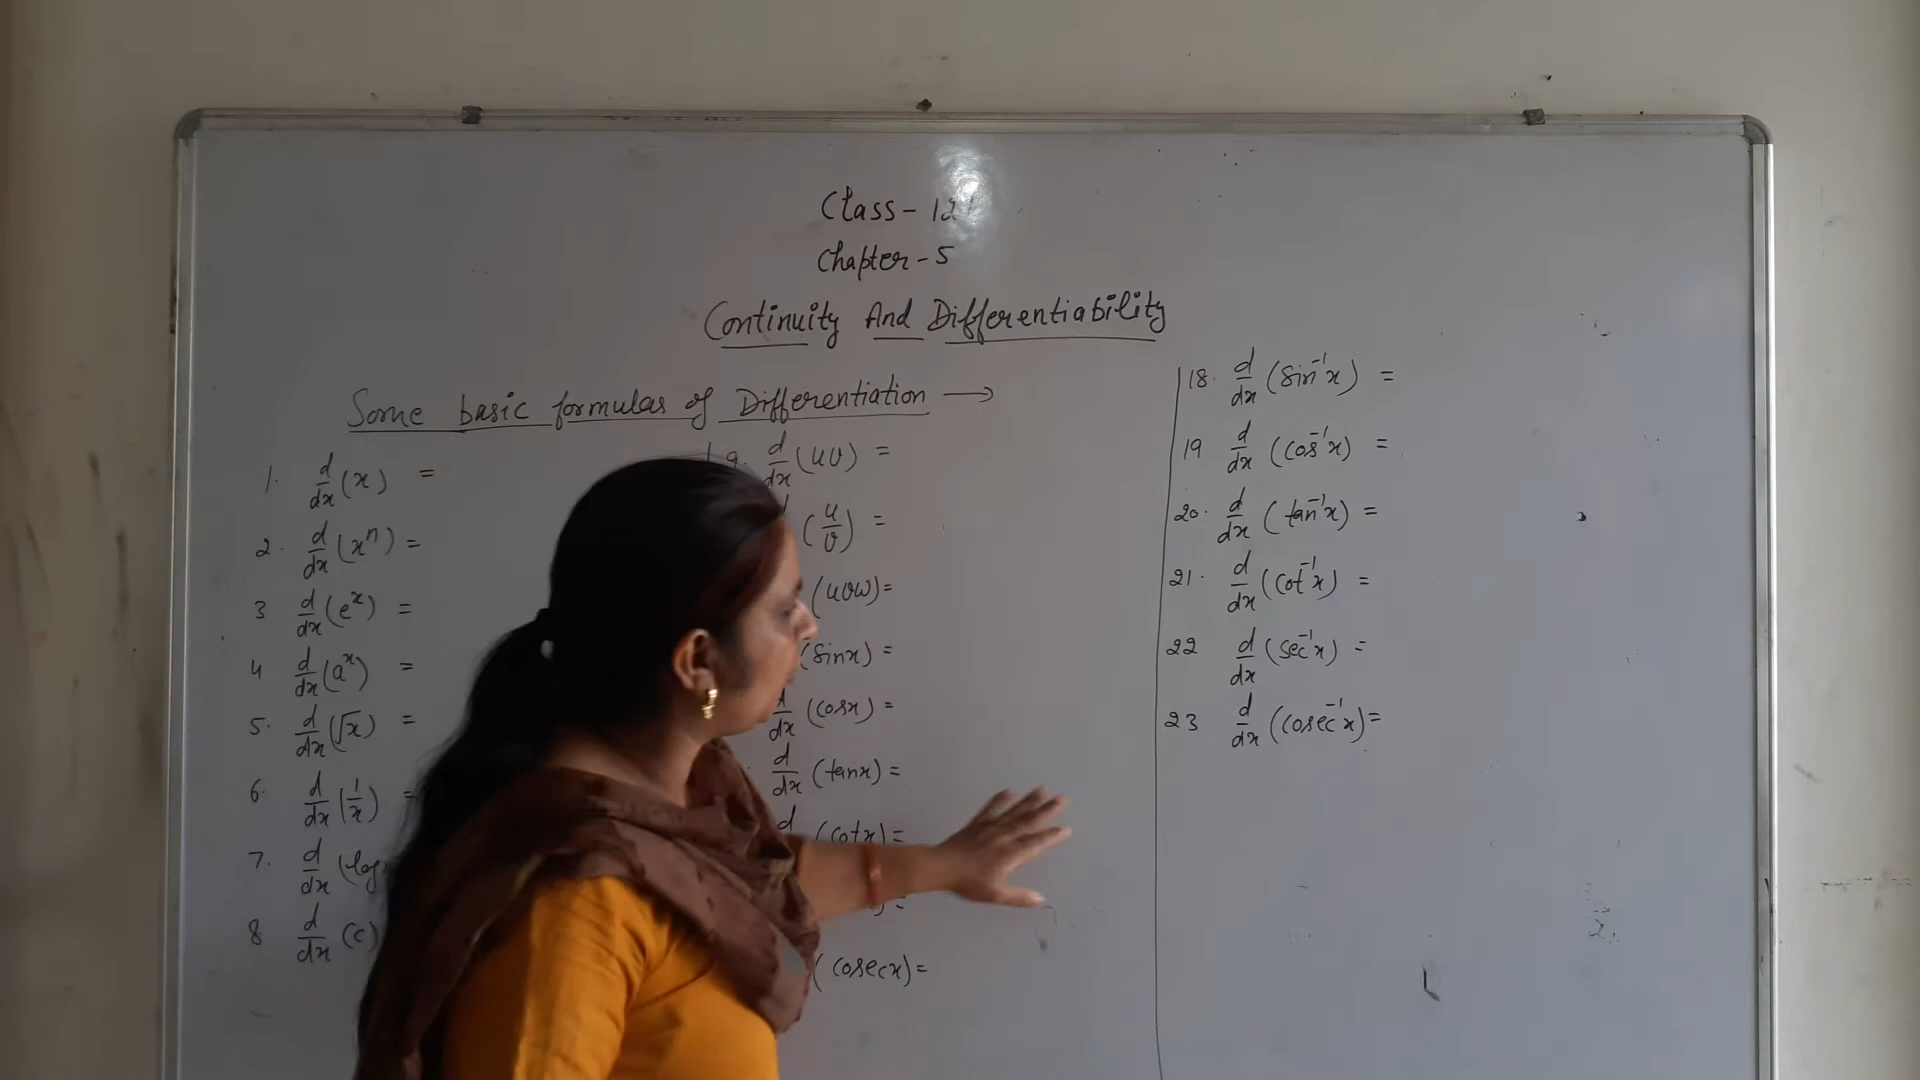 Class - 12
Chapter - 5
Continuity And Differentiability
Some basic formulas of Differentiation →
1. d/dx (x) =
2. d/dx (xⁿ) =
3 d/dx (eˣ) =
4 d/dx (aˣ) =
5. d/dx (√x) =
6. d/dx (1/x) =
7. d/dx (log
8 d/dx (c)
9. d/dx (uv) =
(u/v) =
(uvw) =
(sinx) =
d/dx (cosx) =
d/dx (tanx) =
d (cotx) =
) =
(cosecx) =
18. d/dx (sin⁻¹x) =
19 d/dx (cos⁻¹x) =
20. d/dx (tan⁻¹x) =
21. d/dx (cot⁻¹x) =
22 d/dx (sec⁻¹x) =
23 d/dx (cosec⁻¹x) =